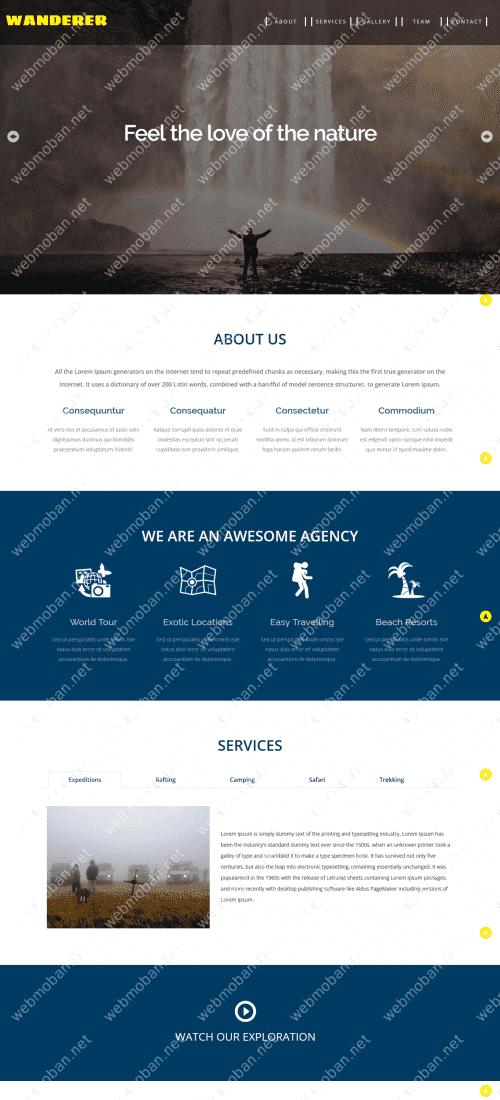 WANDERER
ABOUT SERVICES GALLERY TEAM CONTACT
Feel the love of the nature
ABOUT US
All the Lorem Ipsum generators on the Internet tend to repeat predefined chunks as necessary, making this the first true generator on the
Internet. It uses a dictionary of over 200 Latin words, combined with a handful of model sentence structures, to generate Lorem Ipsum.
Consequuntur Consequatur Consectetur Commodium
At vero eos et accusamus et iusto odio
dignissimos ducimus qui blanditiis
praesentium voluptatum deleniti.
Itatque corrupti quos dolores et quas
molestias excepturi sint occaecati
cupiditate non provident similique.
Sunt in culpa qui officia deserunt
mollitia animi, id est laborum dolorum
fuga harum quidem rerum facilis.
Nam libero tempore, cum soluta nobis
est eligendi optio cumque nihil impedit
quo minus id quod maxime dolor.
WE ARE AN AWESOME AGENCY
World Tour Exotic Locations Easy Travelling Beach Resorts
Sed ut perspiciatis unde omnis iste
natus duis error sit voluptatem
accusantium de doloremque.
Sed ut perspiciatis unde omnis iste
natus duis error sit voluptatem
accusantium de doloremque.
Sed ut perspiciatis unde omnis iste
natus duis error sit voluptatem
accusantium de doloremque.
Sed ut perspiciatis unde omnis iste
natus duis error sit voluptatem
accusantium de doloremque.
SERVICES
Expeditions Rafting Camping Safari Trekking
Lorem Ipsum is simply dummy text of the printing and typesetting industry. Lorem Ipsum has
been the industry's standard dummy text ever since the 1500s, when an unknown printer took a
galley of type and scrambled it to make a type specimen book. It has survived not only five
centuries, but also the leap into electronic typesetting, remaining essentially unchanged. It was
popularised in the 1960s with the release of Letraset sheets containing Lorem Ipsum passages,
and more recently with desktop publishing software like Aldus PageMaker including versions of
Lorem Ipsum.
WATCH OUR EXPLORATION
webmoban.net